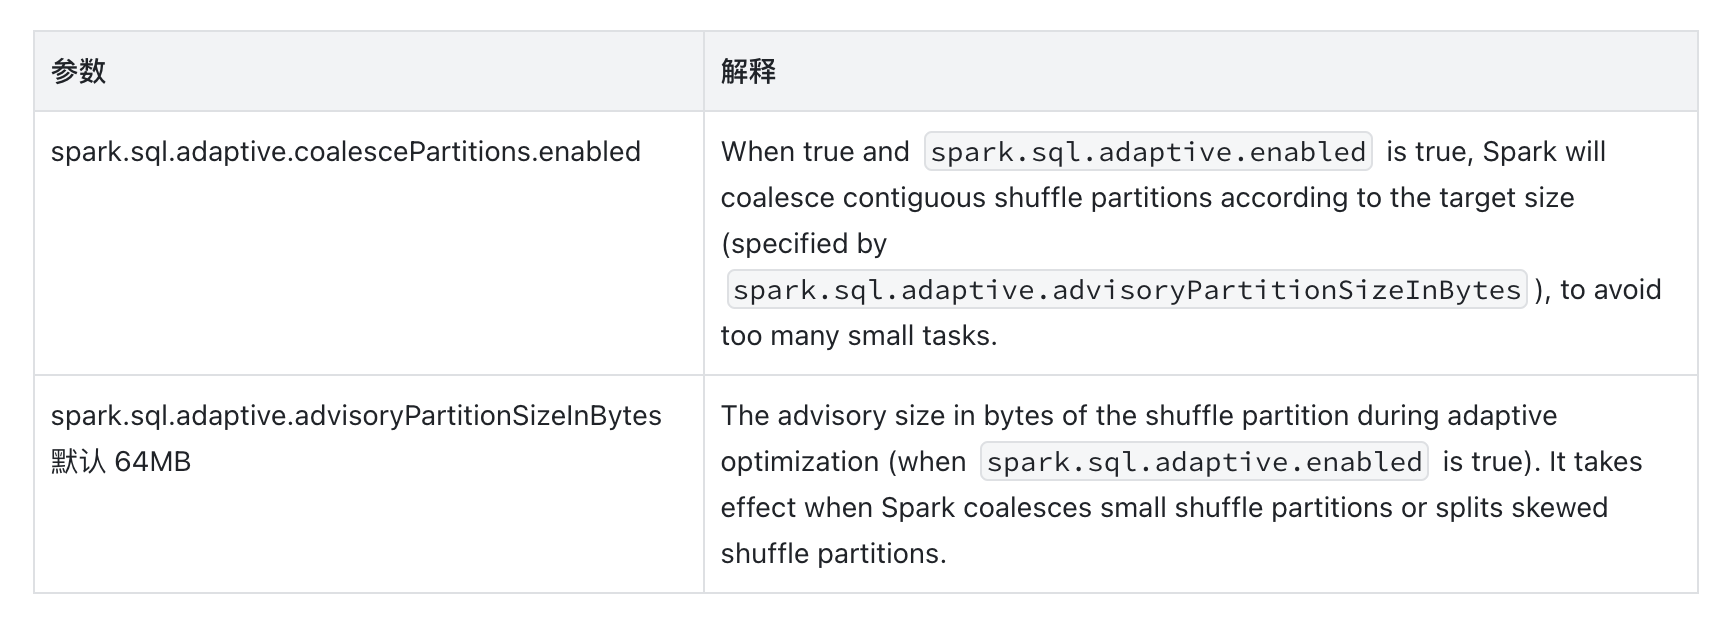 参数
解释
spark.sql.adaptive.coalescePartitions.enabled
When true and spark.sql.adaptive.enabled is true, Spark will
coalesce contiguous shuffle partitions according to the target size
(specified by
spark.sql.adaptive.advisoryPartitionSizeInBytes ), to avoid
too many small tasks.
spark.sql.adaptive.advisoryPartitionSizeInBytes
默认 64MB
The advisory size in bytes of the shuffle partition during adaptive
optimization (when spark.sql.adaptive.enabled is true). It takes
effect when Spark coalesces small shuffle partitions or splits skewed
shuffle partitions.